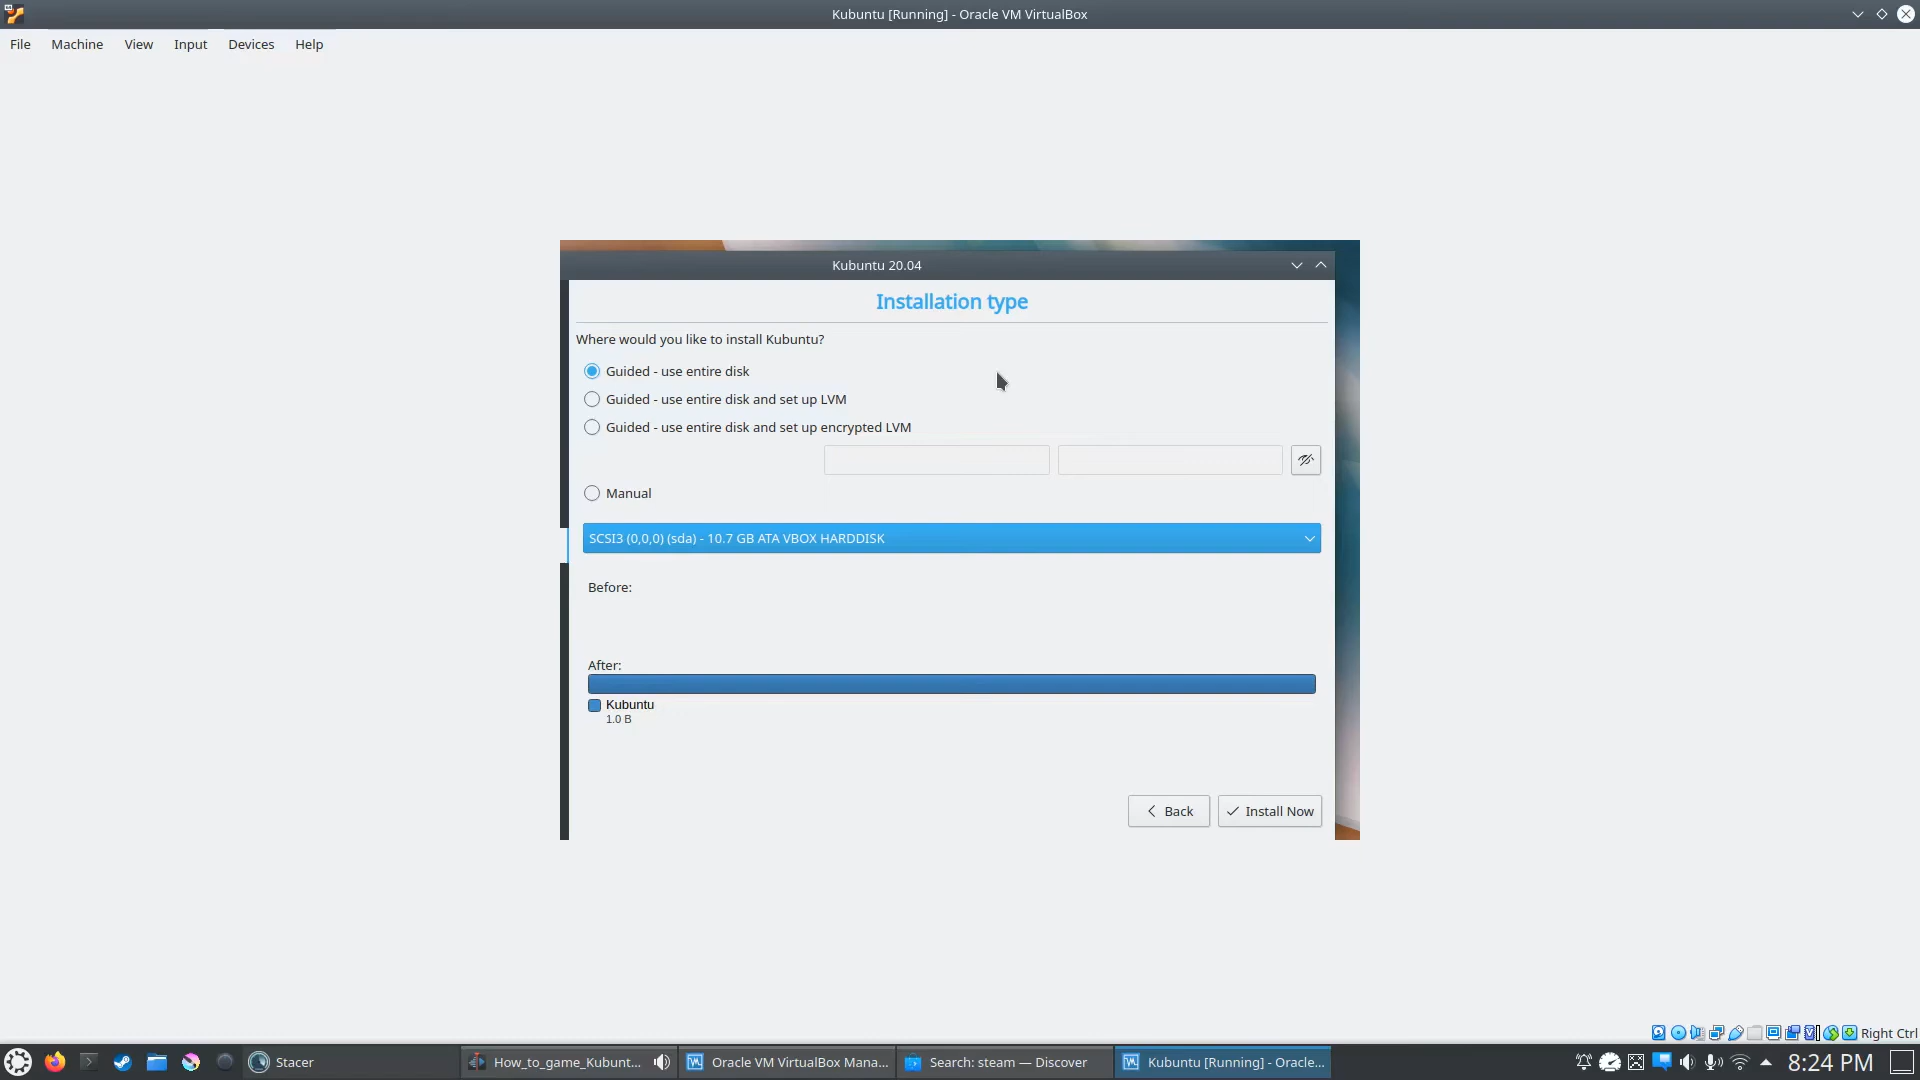 Kubuntu [Running] - Oracle VM VirtualBox
File Machine View Input Devices Help
Kubuntu 20.04
Installation type
Where would you like to install Kubuntu?
Guided - use entire disk
Guided - use entire disk and set up LVM
Guided - use entire disk and set up encrypted LVM
Manual
SCSI3 (0,0,0) (sda) - 10.7 GB ATA VBOX HARDDISK
Before:
After:
Kubuntu
1.0 B
Back Install Now
Right Ctrl
Stacer How_to_game_Kubunt... Oracle VM VirtualBox Mana... Search: steam — Discover Kubuntu [Running] - Oracle... 8:24 PM